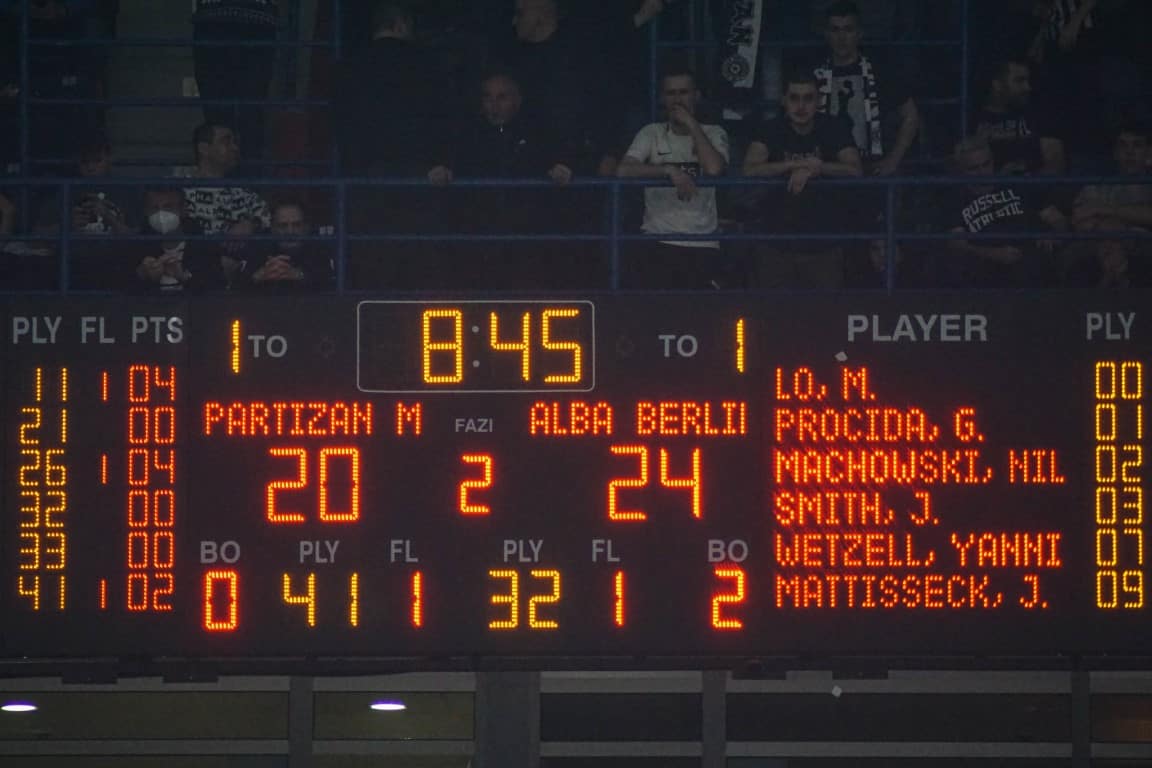 RUSSELL
ATHLETIC
PLY FL PTS
1 TO 8:45 TO 1
PLAYER PLY
11 1 04
21 00
26 1 04
32 00
33 00
41 1 02
PARTIZAN M FAZI ALBA BERLI
20 2 24
BO PLY FL PLY FL BO
0 41 1 32 1 2
LO, M. 00
PROCIDA, G. 01
MACHOWSKI, NIL 02
SMITH, J. 03
WETZELL, YANNI 07
MATTISSECK, J. 09